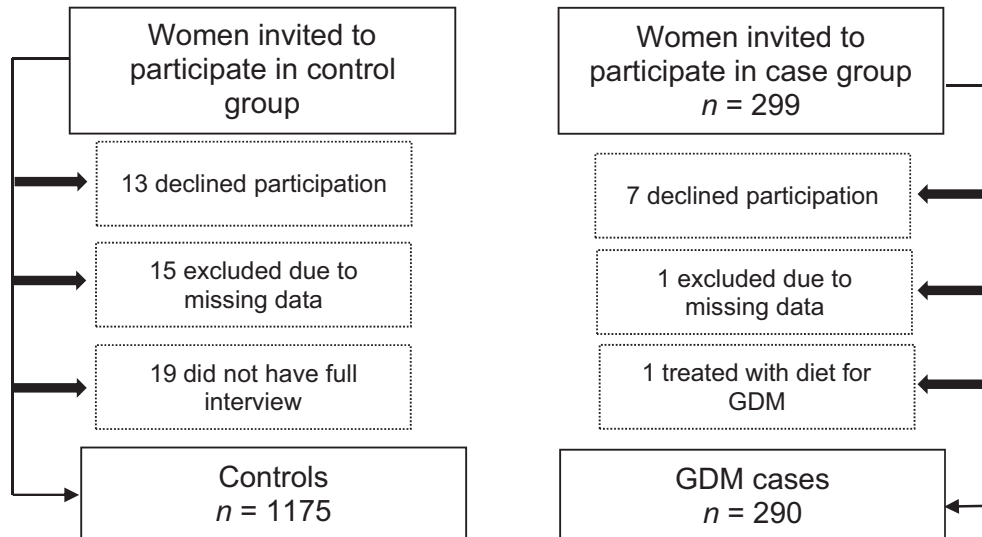 Women invited to
participate in control
group
13 declined participation
15 excluded due to
missing data
19 did not have full
interview
Controls
n = 1175
Women invited to
participate in case group
n = 299
7 declined participation
1 excluded due to
missing data
1 treated with diet for
GDM
GDM cases
n = 290